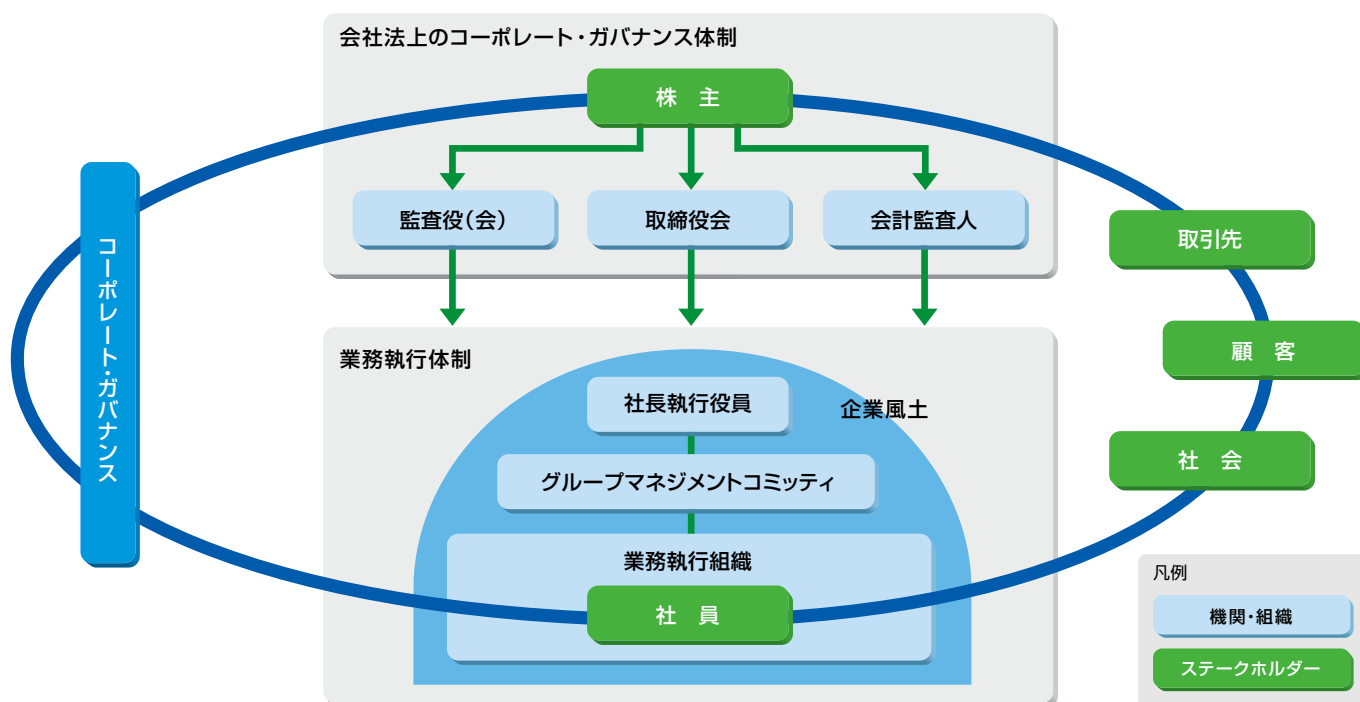 会社法上のコーポレート・ガバナンス体制
株 主
監査役(会)
取締役会
会計監査人
コーポレート・ガバナンス
取引先
顧 客
社 会
業務執行体制
社長執行役員
企業風土
グループマネジメントコミッティ
業務執行組織
社 員
凡例
機関・組織
ステークホルダー